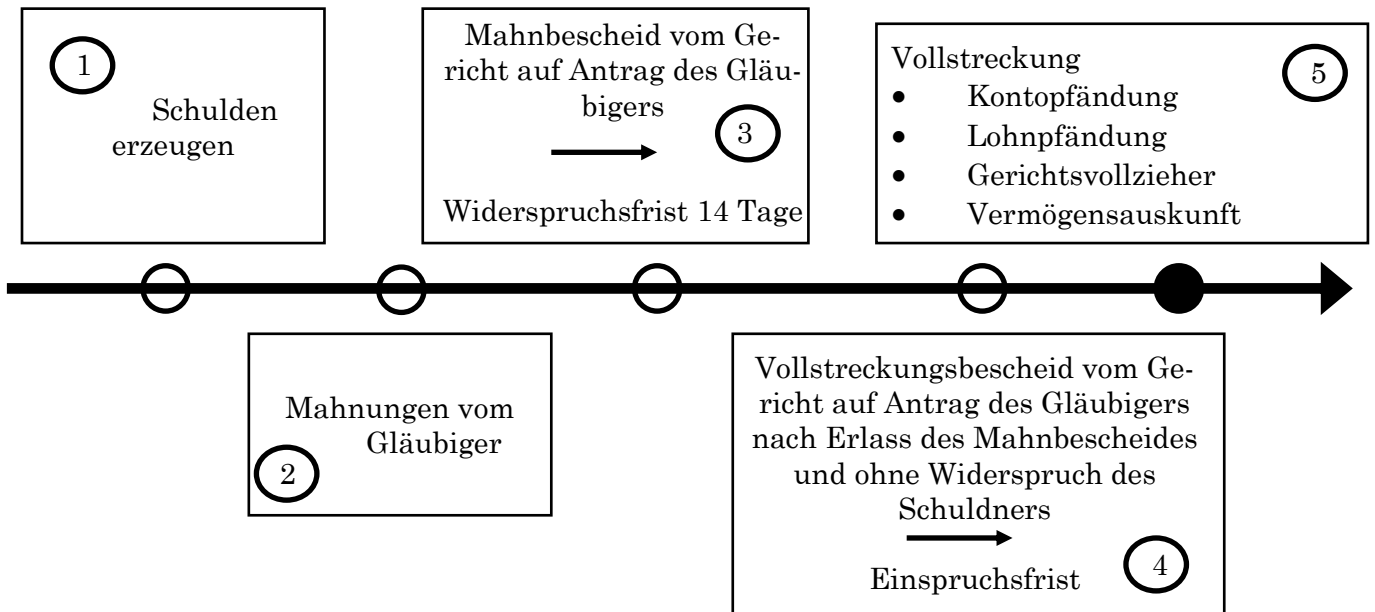 1
Schulden
erzeugen
Mahnungen vom
Gläubiger
2
Mahnbescheid vom Ge-
richt auf Antrag des Gläu-
bigers
3
Widerspruchsfrist 14 Tage
Vollstreckungsbescheid vom Ge-
richt auf Antrag des Gläubigers
nach Erlass des Mahnbescheides
und ohne Widerspruch des
Schuldners
Einspruchsfrist
4
Vollstreckung
5
• Kontopfändung
• Lohnpfändung
• Gerichtsvollzieher
• Vermögensauskunft